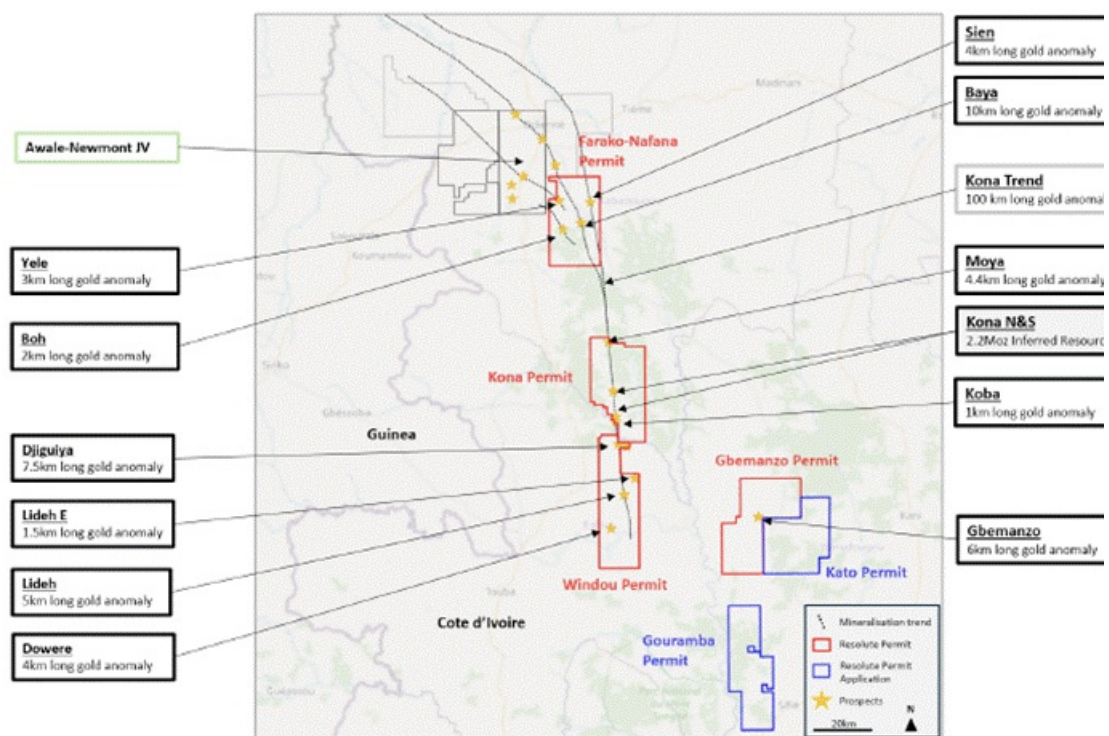 Sien
4km long gold anomaly
Baya
10km long gold anomaly
Awale-Newmont JV
Farako-Nafana
Permit
Kona Trend
100 km long gold anomal
Yele
3km long gold anomaly
Moya
4.4km long gold anomaly
Boh
2km long gold anomaly
Kona N&S
2.2Moz Inferred Resourc
Kona Permit
Koba
1km long gold anomaly
Guinea
Djiguiya
7.5km long gold anomaly
Gbemanzo Permit
Lideh E
1.5km long gold anomaly
Gbemanzo
6km long gold anomaly
Lideh
5km long gold anomaly
Windou Permit
Kato Permit
Touba
Cote d'Ivoire
Dowere
4km long gold anomaly
Gouramba
Permit
Mineralisation trend
Resolute Permit
Resolute Permit
Application
Prospects
20km
N